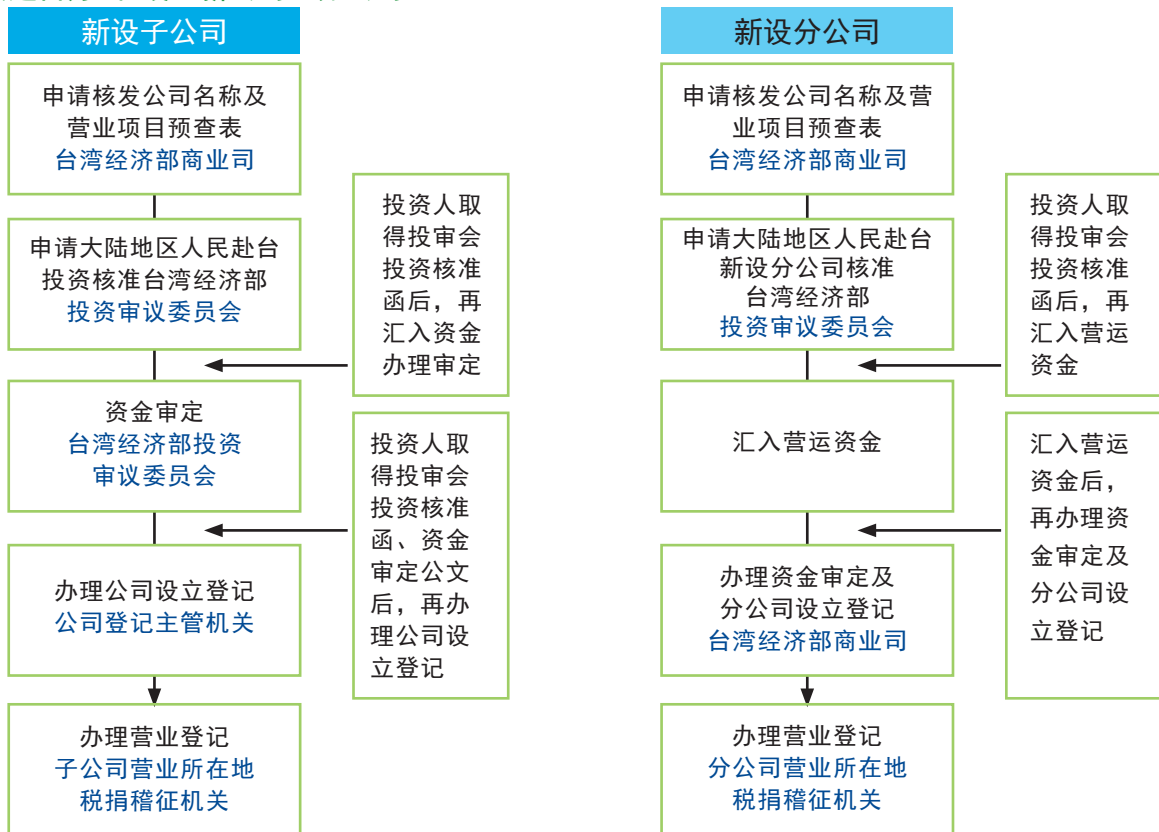 新设子公司
申请核发公司名称及
营业项目预查表
台湾经济部商业司
申请大陆地区人民赴台
投资核准台湾经济部
投资审议委员会
投资人取
得投审会
投资核准
函后，再
汇入资金
办理审定
资金审定
台湾经济部投资
审议委员会
投资人取
得投审会
投资核准
函、资金
审定公文
后，再办
理公司设
立登记
办理公司设立登记
公司登记主管机关
办理营业登记
子公司营业所在地
税捐稽征机关
新设分公司
申请核发公司名称及营
业项目预查表
台湾经济部商业司
申请大陆地区人民赴台
新设分公司核准
台湾经济部
投资审议委员会
投资人取
得投审会
投资核准
函后，再
汇入营运
资金
汇入营运资金
汇入营运
资金后，
再办理资
金审定及
分公司设
立登记
办理资金审定及
分公司设立登记
台湾经济部商业司
办理营业登记
分公司营业所在地
税捐稽征机关